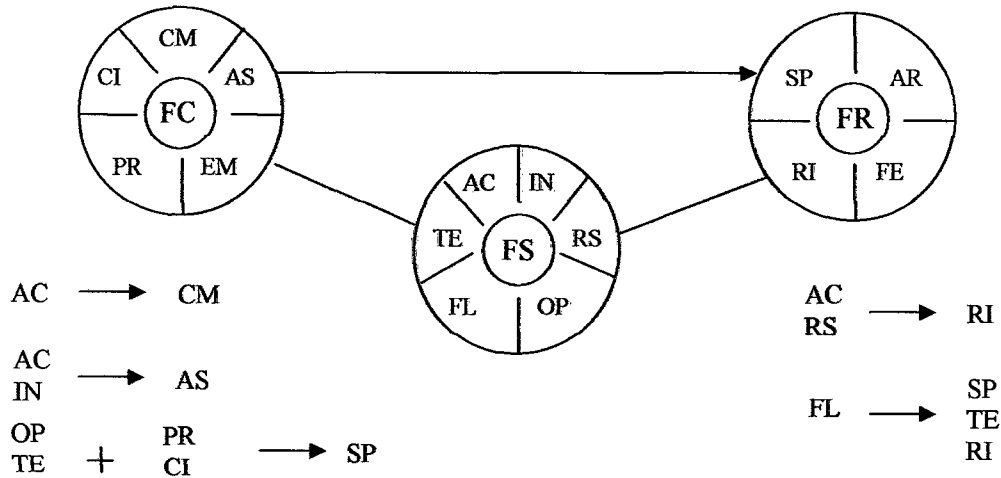 CM
CI
AS
FC
PR
EM
SP
AR
FR
RI
FE
AC
IN
TE
RS
FS
FL
OP
AC CM
AC
IN AS
OP
TE + PR
CI SP
AC
RS RI
FL SP
TE
RI